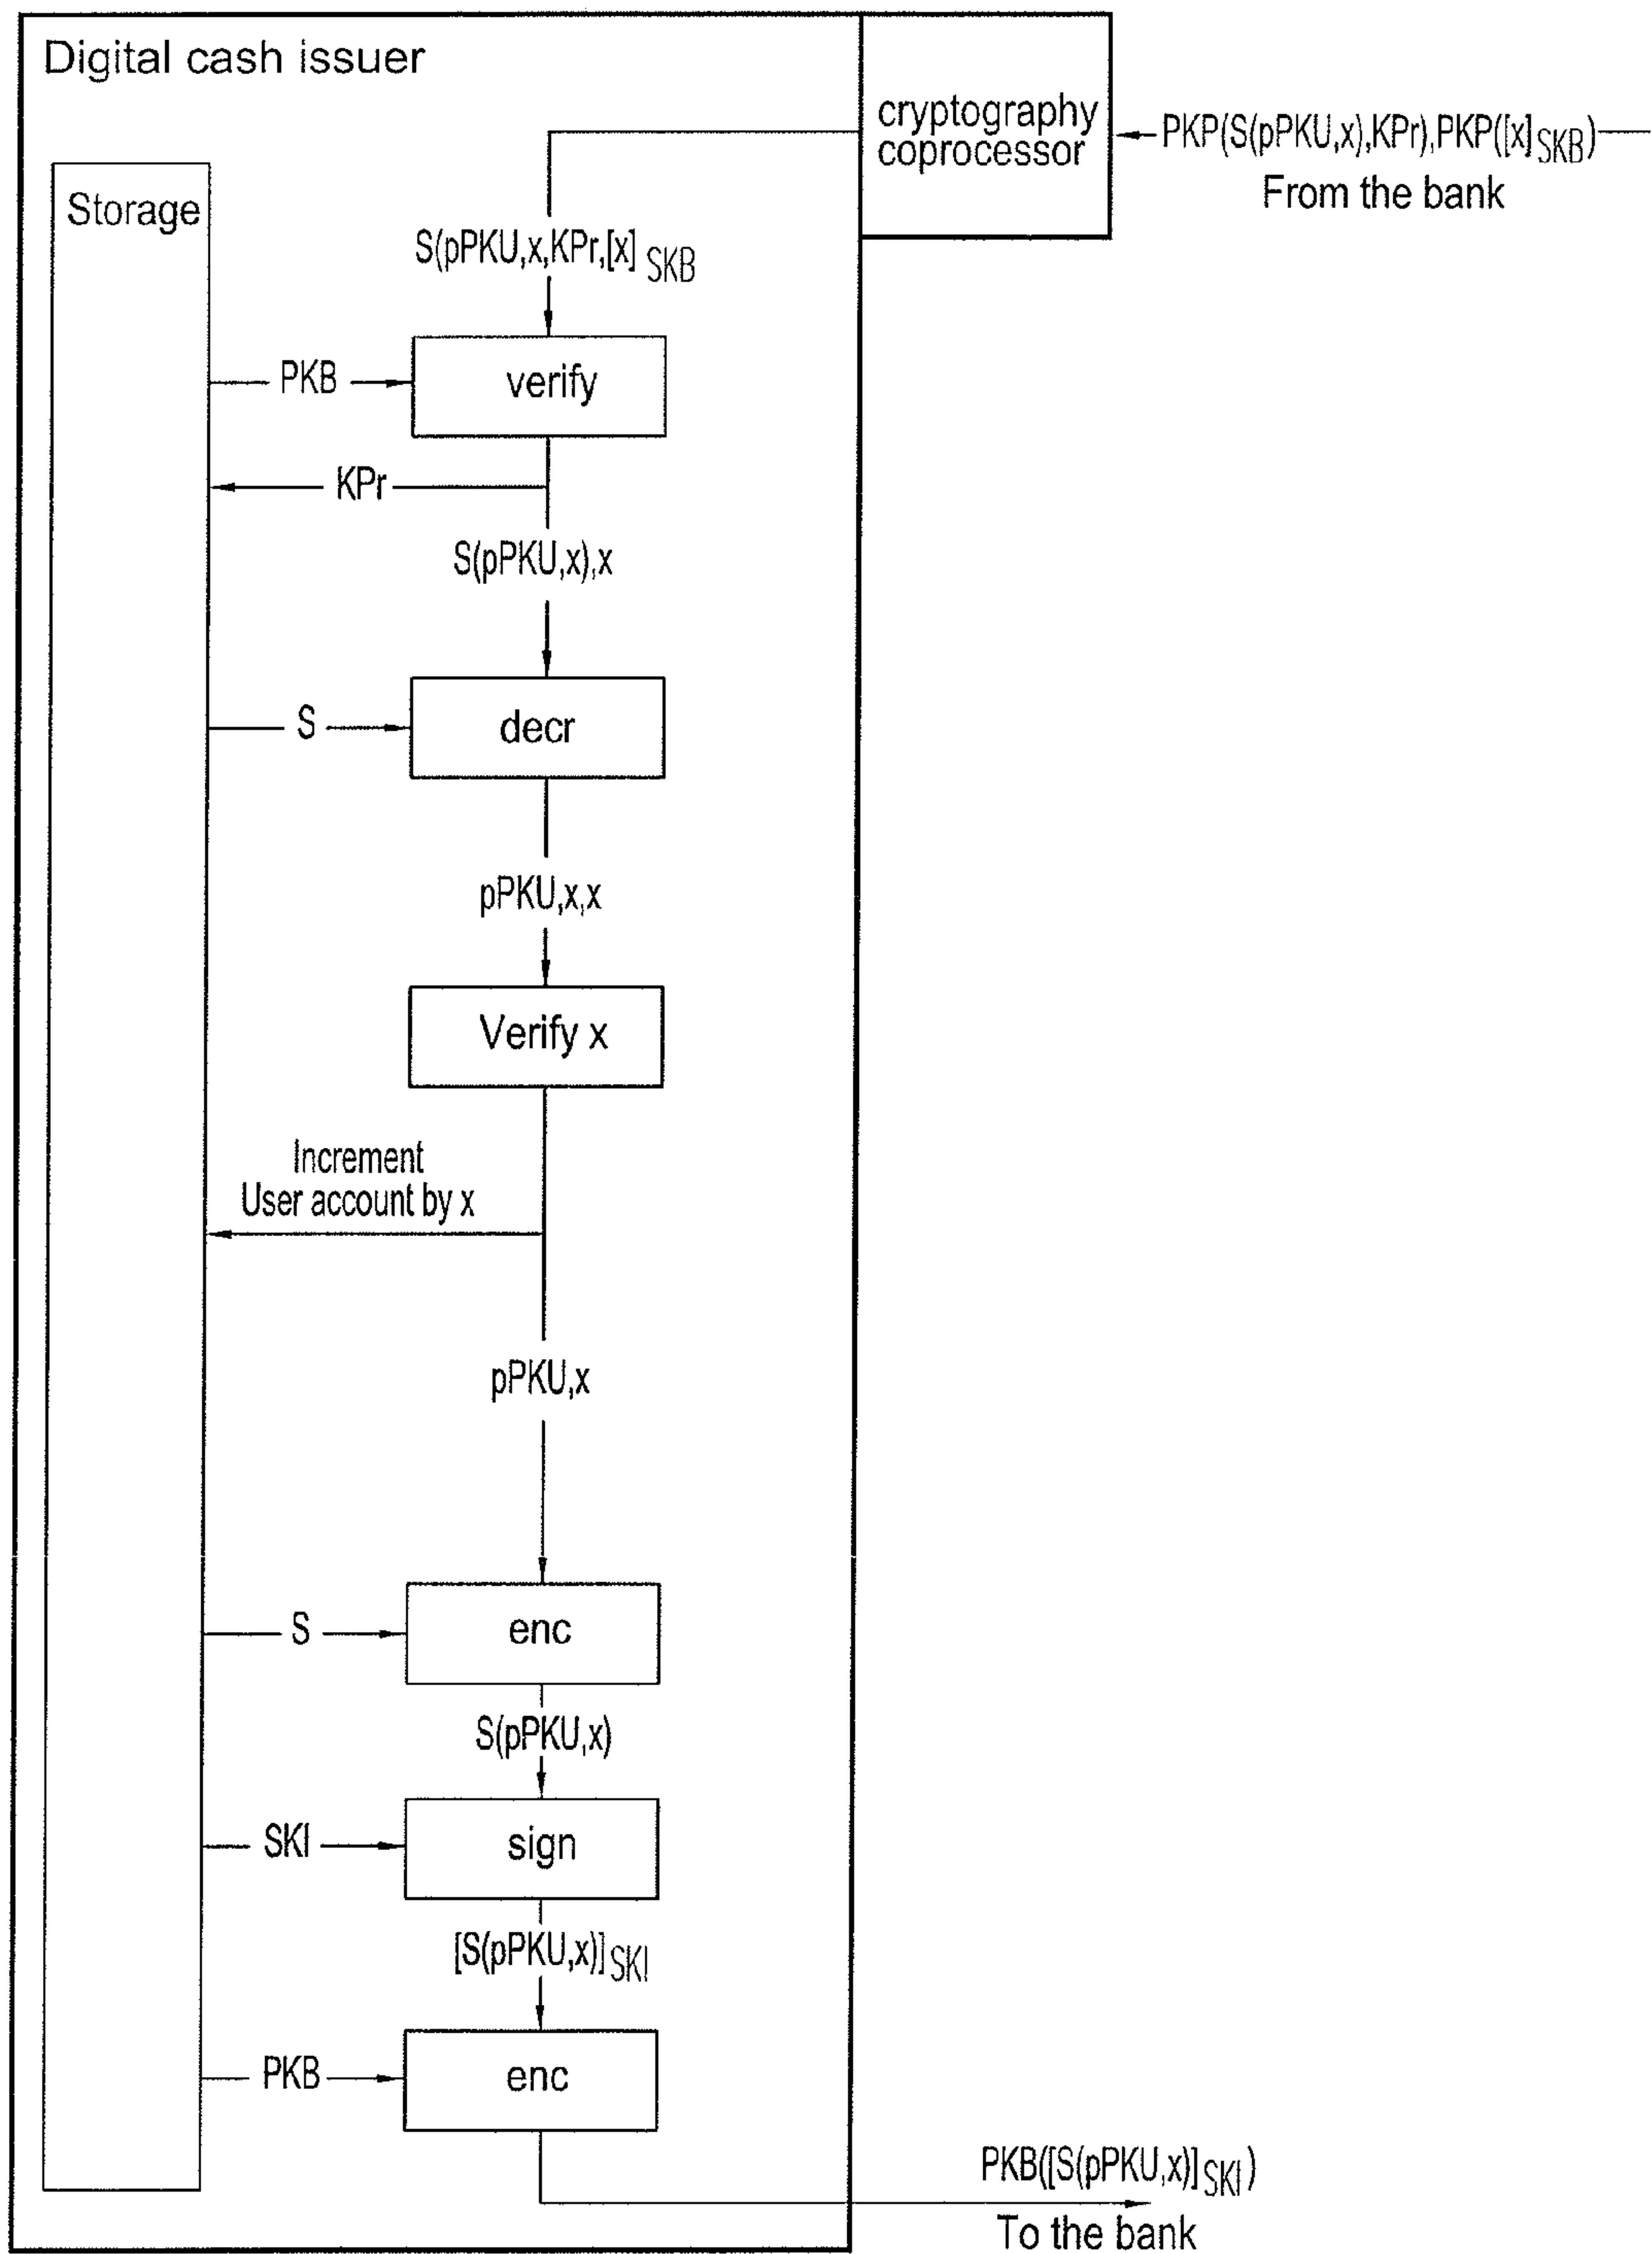 Digital cash issuer
cryptography
coprocessor
PKP(S(pPKU,x),KPr),PKP([x]SKB)
From the bank
Storage
S(pPKU,x,KPr,[x] SKB
PKB
verify
KPr
S(pPKU,x),x
S
decr
pPKU,x,x
Verify x
Increment
User account by x
pPKU,x
S
enc
S(pPKU,x)
SKI
sign
[S(pPKU,x)]SKI
PKB
enc
PKB([S(pPKU,x)]SKI)
To the bank